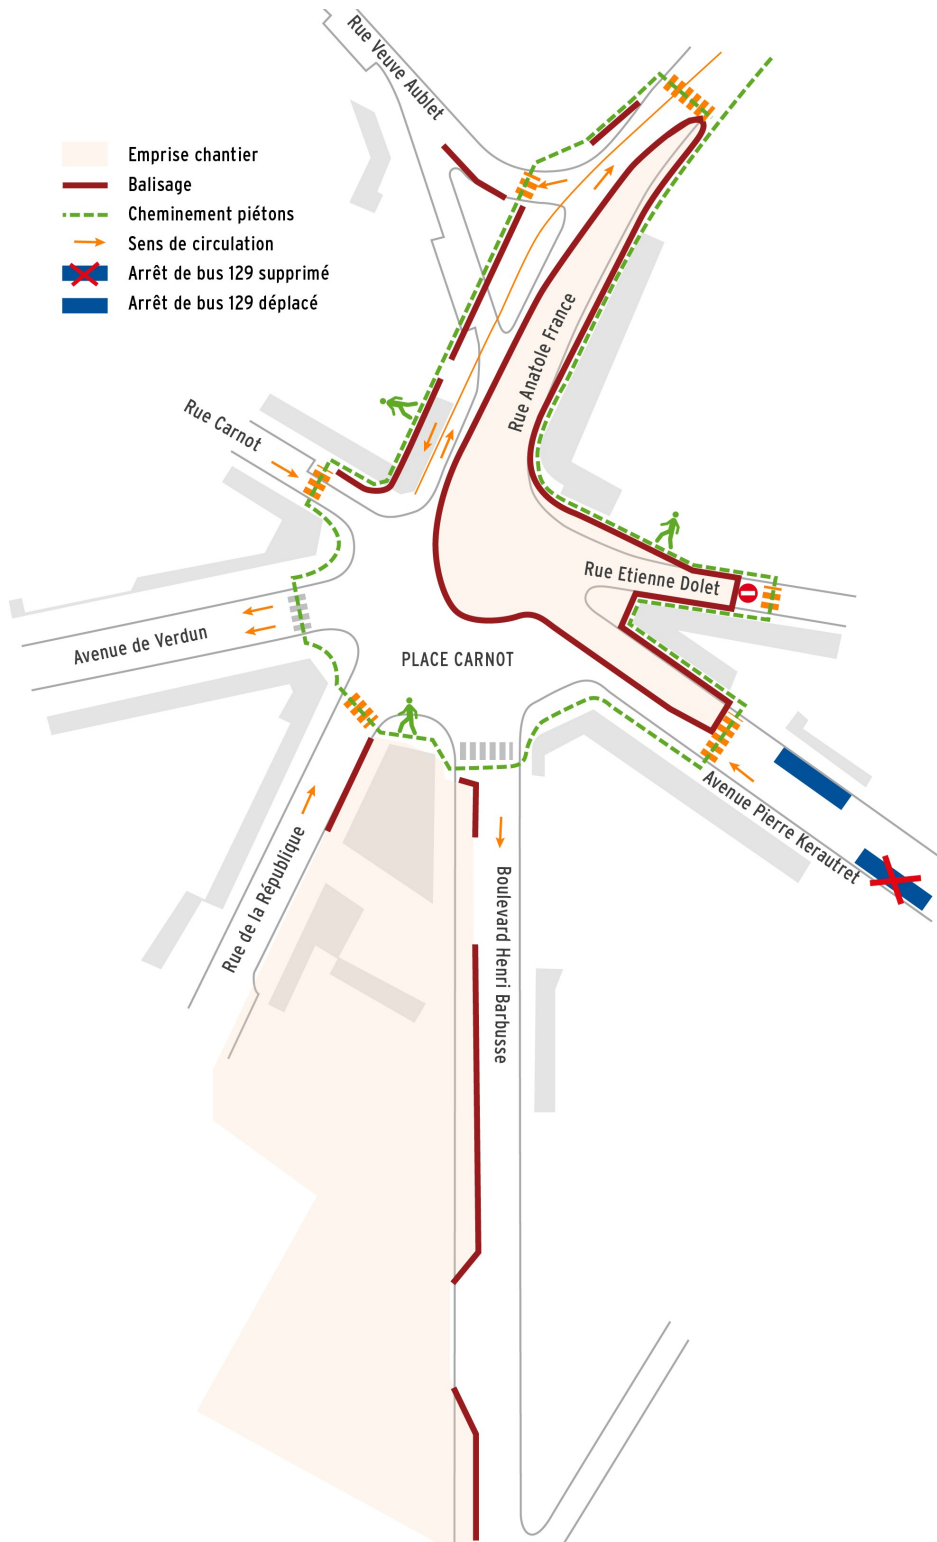 Rue Veuve Aublet
Emprise chantier
Balisage
Cheminement piétons
Sens de circulation
Arrêt de bus 129 supprimé
Arrêt de bus 129 déplacé
Rue Anatole France
Rue Carnot
Rue Etienne Dolet
Avenue de Verdun
PLACE CARNOT
Avenue Pierre Kerautret
Rue de la République
Boulevard Henri Barbusse